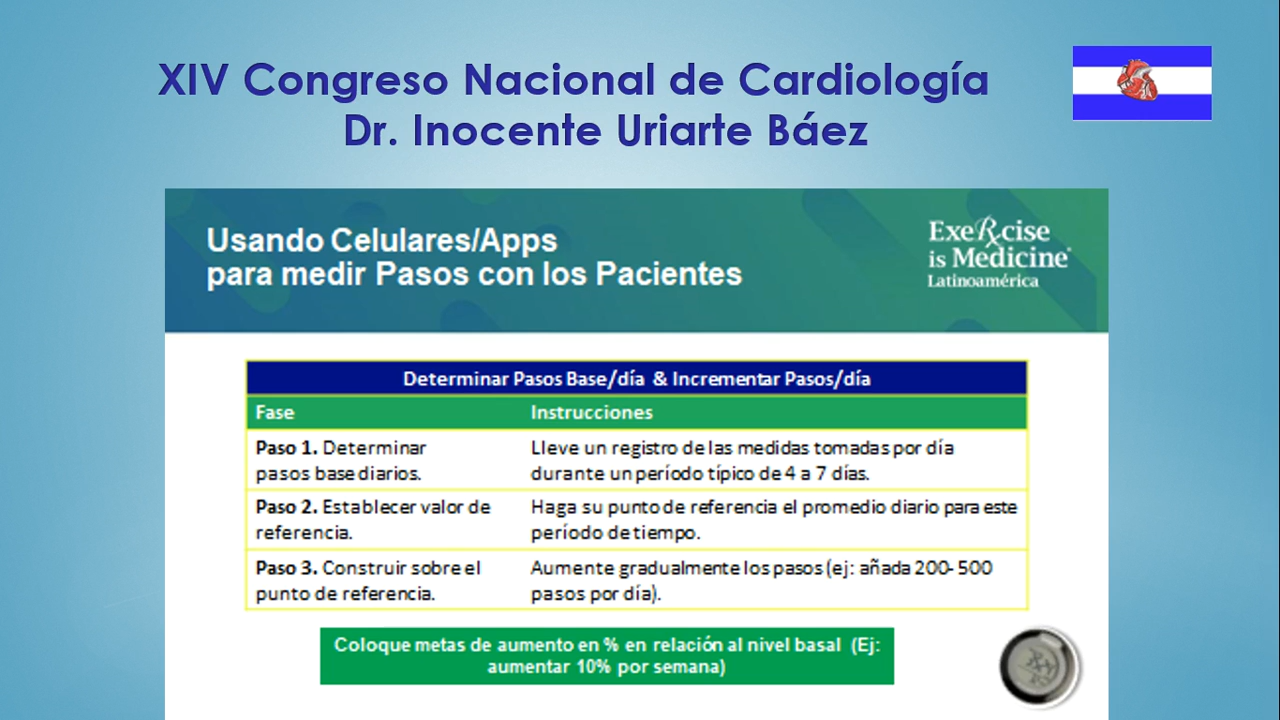 XIV Congreso Nacional de Cardiología
Dr. Inocente Uriarte Báez
Usando Celulares/Apps
para medir Pasos con los Pacientes
ExeRcise
is Medicine
Latinoamérica
Determinar Pasos Base/día & Incrementar Pasos/día
Fase Instrucciones
Paso 1. Determinar
pasos base diarios.
Lleve un registro de las medidas tomadas por día
durante un período típico de 4 a 7 días.
Paso 2. Establecer valor de
referencia.
Haga su punto de referencia el promedio diario para este
período de tiempo.
Paso 3. Construir sobre el
punto de referencia.
Aumente gradualmente los pasos (ej: añada 200-500
pasos por día).
Coloque metas de aumento en % en relación al nivel basal (Ej:
aumentar 10% por semana)